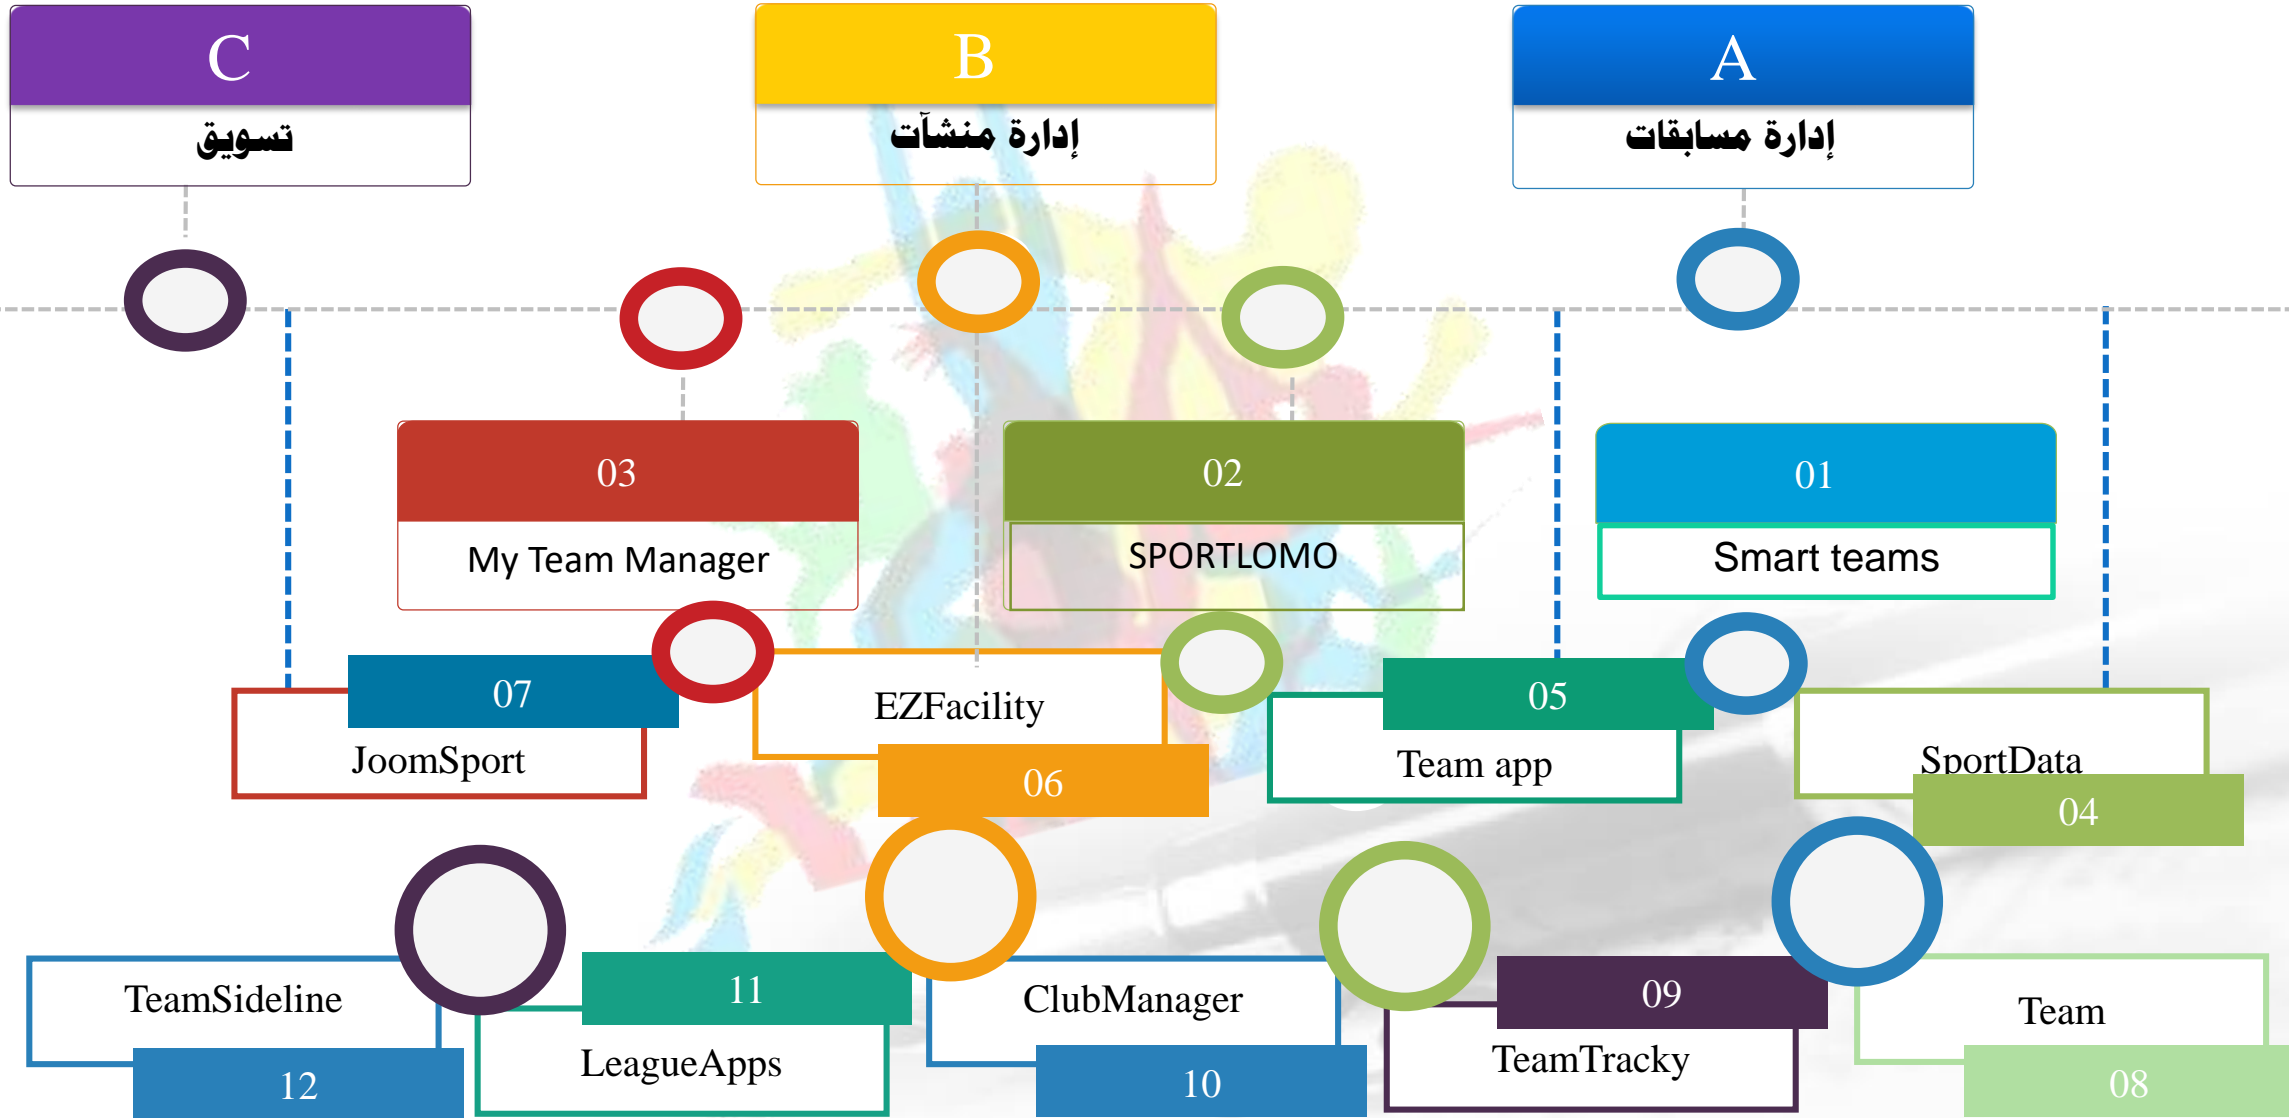 A
إدارة مسابقات
B
إدارة منشآت
C
تسويق
01
Smart teams
02
SPORTLOMO
03
My Team Manager
SportData
04
05
Team app
EZFacility
06
07
JoomSport
Team
08
09
TeamTracky
ClubManager
10
11
LeagueApps
TeamSideline
12